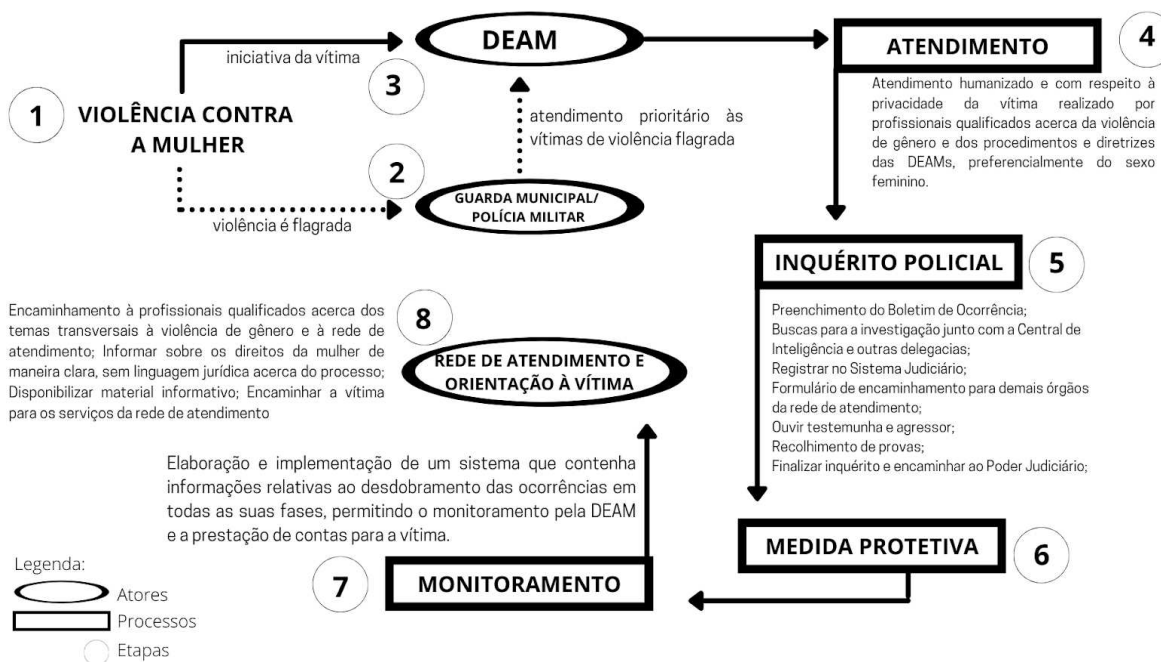 1
VIOLÊNCIA CONTRA
A MULHER
iniciativa da vítima
violência é flagrada
2
GUARDA MUNICIPAL/
POLÍCIA MILITAR
atendimento prioritário às
vítimas de violência flagrada
3
DEAM
4
ATENDIMENTO
Atendimento humanizado e com respeito à
privacidade da vítima realizado por
profissionais qualificados acerca da violência
de gênero e dos procedimentos e diretrizes
das DEAMs, preferencialmente do sexo
feminino.
INQUÉRITO POLICIAL
5
Preenchimento do Boletim de Ocorrência;
Buscas para a investigação junto com a Central de
Inteligência e outras delegacias;
Registrar no Sistema Judiciário;
Formulário de encaminhamento para demais órgãos
da rede de atendimento;
Ouvir testemunha e agressor;
Recolhimento de provas;
Finalizar inquérito e encaminhar ao Poder Judiciário;
MEDIDA PROTETIVA
6
7
MONITORAMENTO
Elaboração e implementação de um sistema que contenha
informações relativas ao desdobramento das ocorrências em
todas as suas fases, permitindo o monitoramento pela DEAM
e a prestação de contas para a vítima.
8
REDE DE ATENDIMENTO E
ORIENTAÇÃO À VÍTIMA
Encaminhamento à profissionais qualificados acerca dos
temas transversais à violência de gênero e à rede de
atendimento; Informar sobre os direitos da mulher de
maneira clara, sem linguagem jurídica acerca do processo;
Disponibilizar material informativo; Encaminhar a vítima
para os serviços da rede de atendimento
Legenda:
Atores
Processos
Etapas